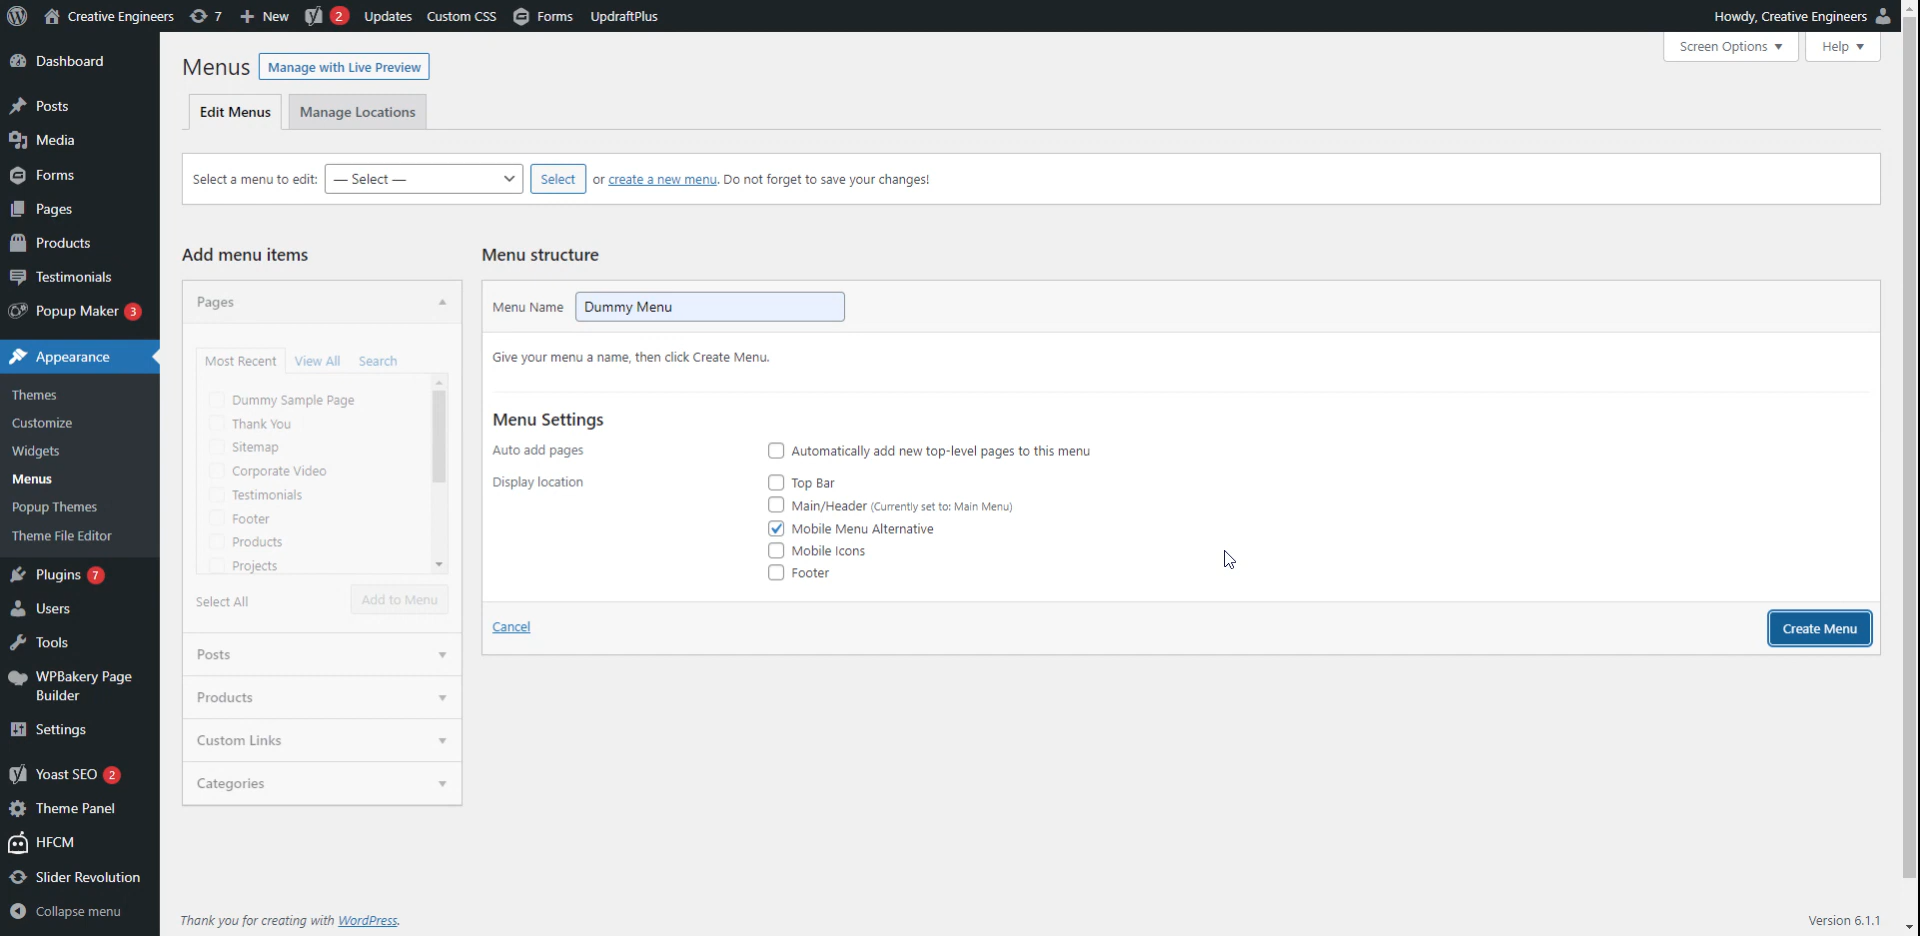 Creative Engineers 7 New 2 Updates Custom CSS Forms UpdraftPlus Howdy, Creative Engineers
Screen Options Help
Dashboard
Posts
Media
Forms
Pages
Products
Testimonials
Popup Maker 3
Appearance
Themes
Customize
Widgets
Menus
Popup Themes
Theme File Editor
Plugins 7
Users
Tools
WPBakery Page
Builder
Settings
Yoast SEO 2
Theme Panel
HFCM
Slider Revolution
Collapse menu
Menus Manage with Live Preview
Edit Menus Manage Locations
Select a menu to edit: — Select — Select or create a new menu. Do not forget to save your changes!
Add menu items
Pages
Most Recent View All Search
Dummy Sample Page
Thank You
Sitemap
Corporate Video
Testimonials
Footer
Products
Projects
Select All Add to Menu
Posts
Products
Custom Links
Categories
Menu structure
Menu Name Dummy Menu
Give your menu a name, then click Create Menu.
Menu Settings
Auto add pages Automatically add new top-level pages to this menu
Display location Top Bar
Main/Header (Currently set to: Main Menu)
Mobile Menu Alternative
Mobile Icons
Footer
Cancel Create Menu
Thank you for creating with WordPress. Version 6.1.1